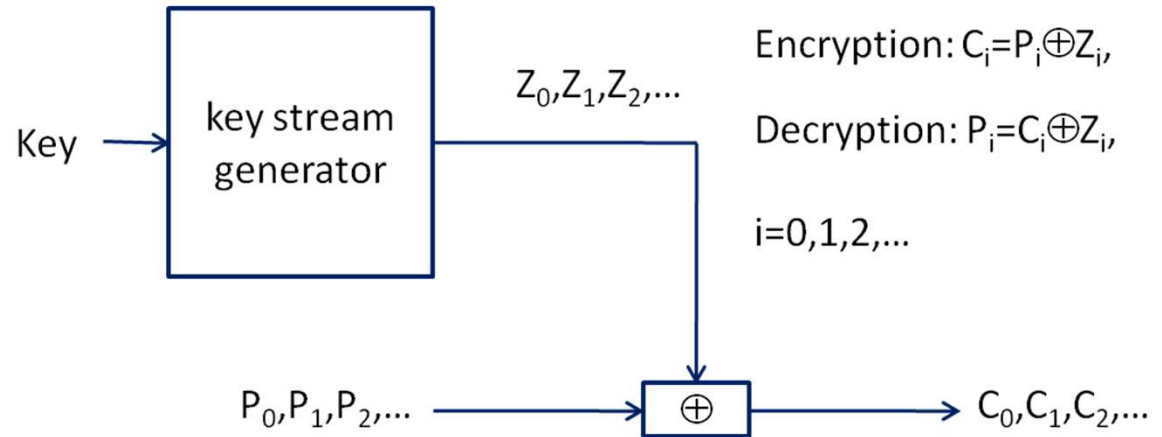 Encryption: Cᵢ=Pᵢ⊕Zᵢ,
Z₀,Z₁,Z₂,...
key stream
generator
Key
Decryption: Pᵢ=Cᵢ⊕Zᵢ,
i=0,1,2,...
P₀,P₁,P₂,...
⊕
C₀,C₁,C₂,...